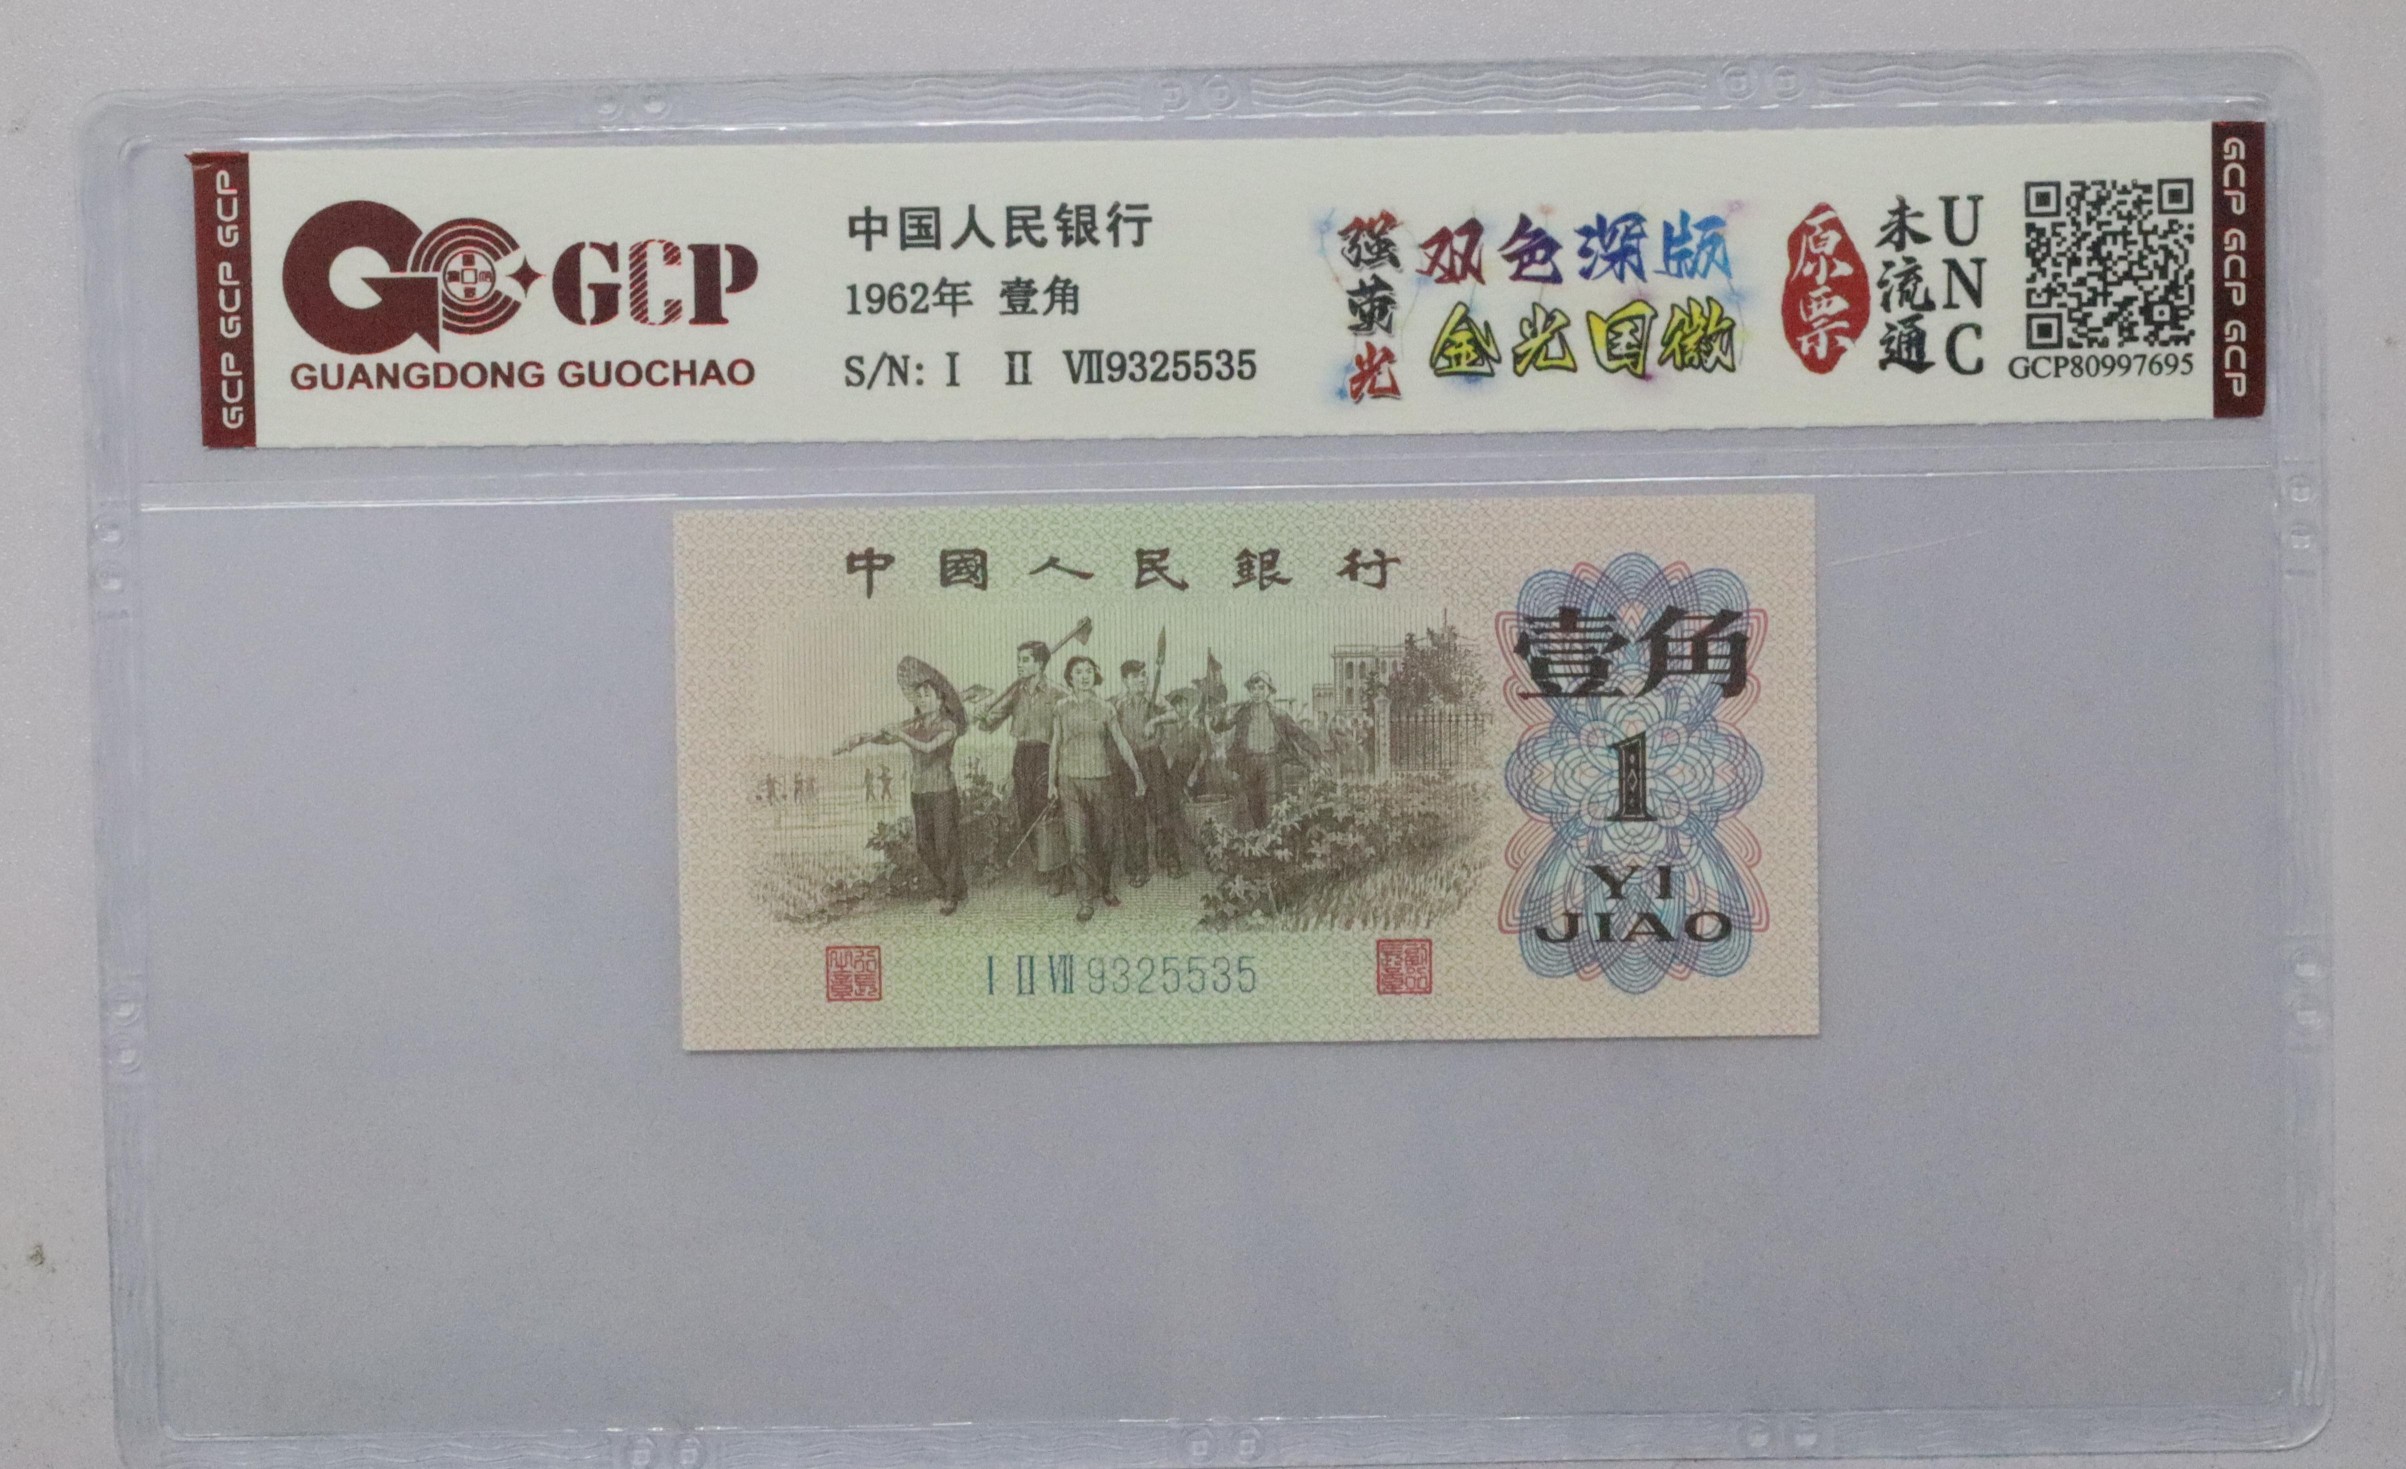 GCP GCP GCP
GCP
GUANGDONG GUOCHAO
中国人民银行
1962年 壹角
S/N: Ⅰ Ⅱ Ⅶ9325535
强萤光
双色深版
金光国徽
原票
未流通
UNC
GCP80997695
GCP GCP GCP
中國人民銀行
壹角
1
YI
JIAO
Ⅰ Ⅱ Ⅶ 9325535